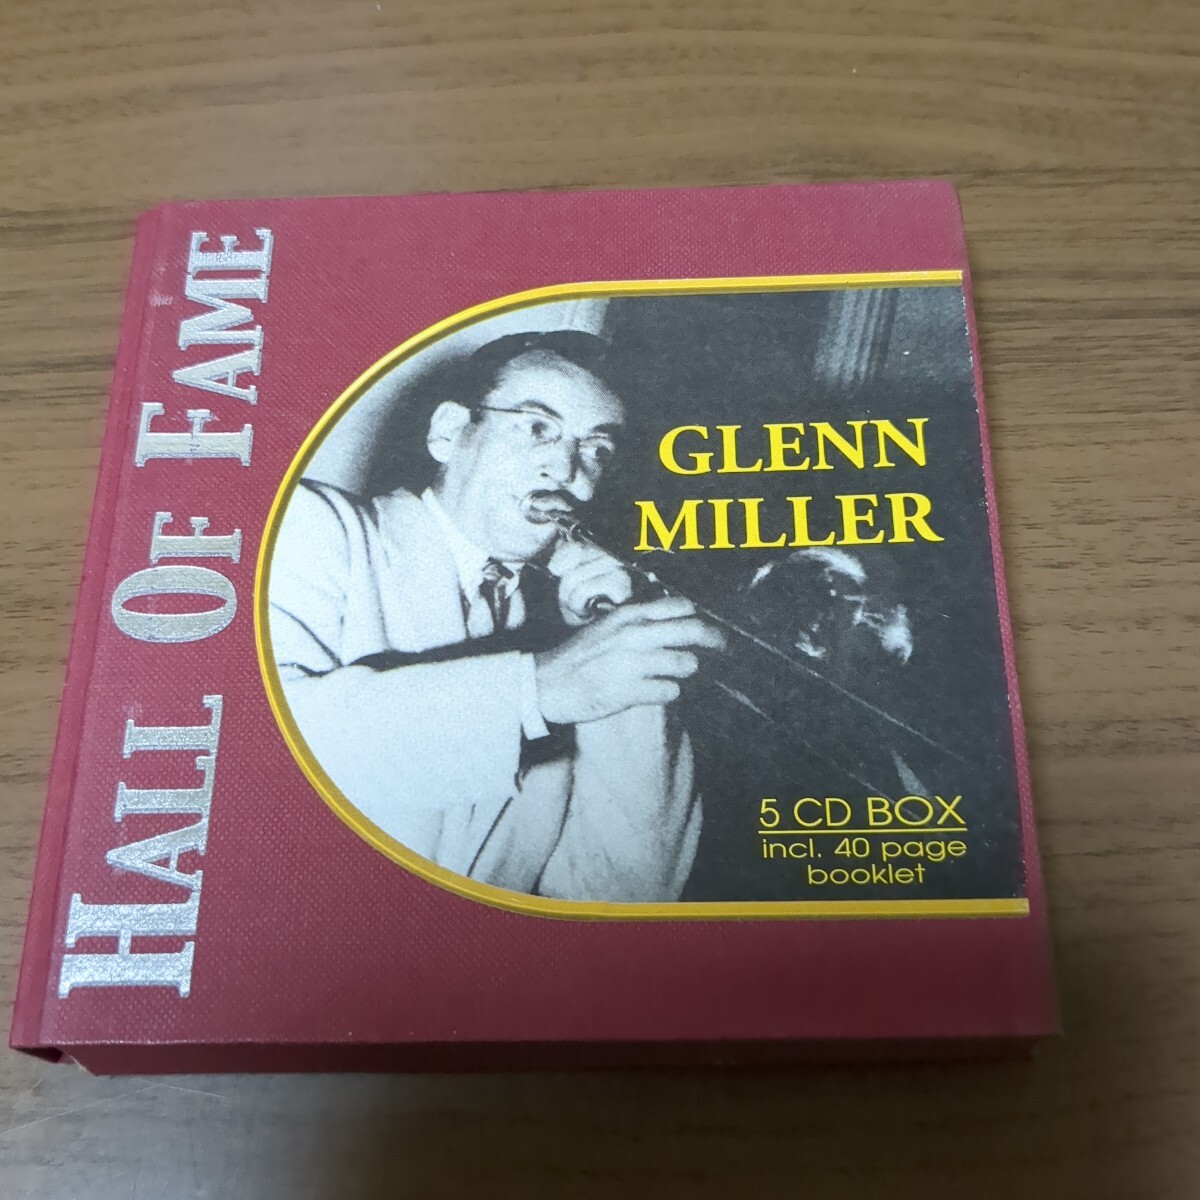 HALL OF FAME
GLENN
MILLER
5 CD BOX
incl. 40 page
booklet